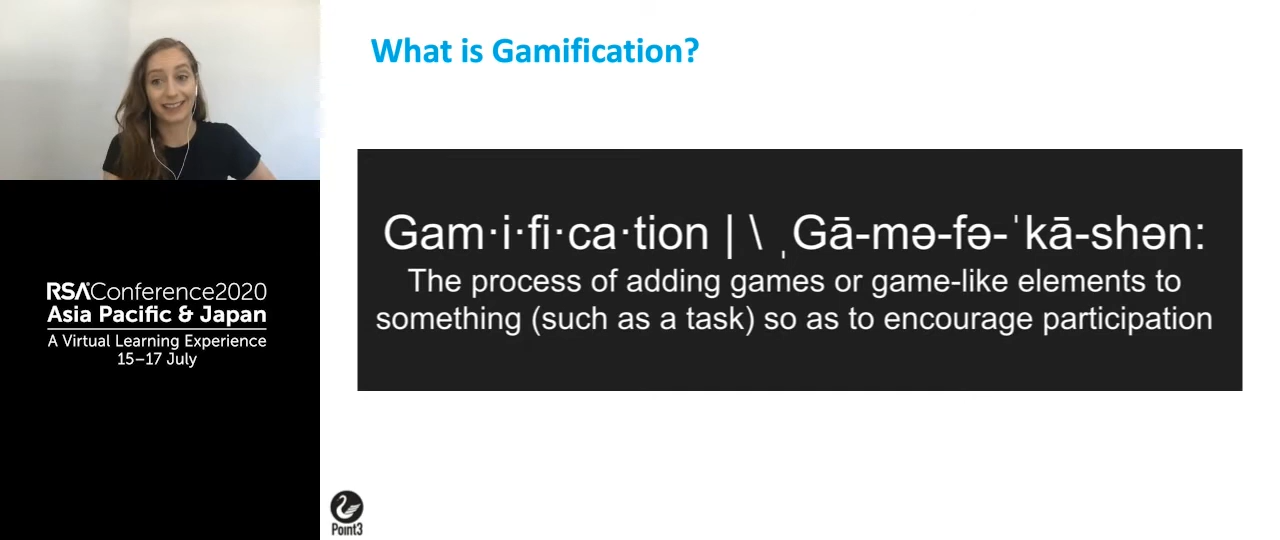 What is Gamification?
Gam·i·fi·ca·tion | \ ˌGā-mə-fə-ˈkā-shən:
The process of adding games or game-like elements to
something (such as a task) so as to encourage participation
RSAConference2020
Asia Pacific & Japan
A Virtual Learning Experience
15–17 July
Point3